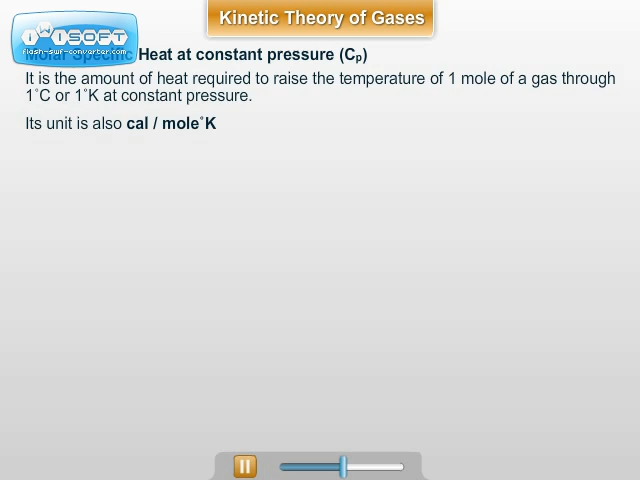 Kinetic Theory of Gases
iWiSOFT
flash-swf-converter.com
Molar Specific Heat at constant pressure (Cp)
It is the amount of heat required to raise the temperature of 1 mole of a gas through
1˚C or 1˚K at constant pressure.
Its unit is also cal / mole˚K